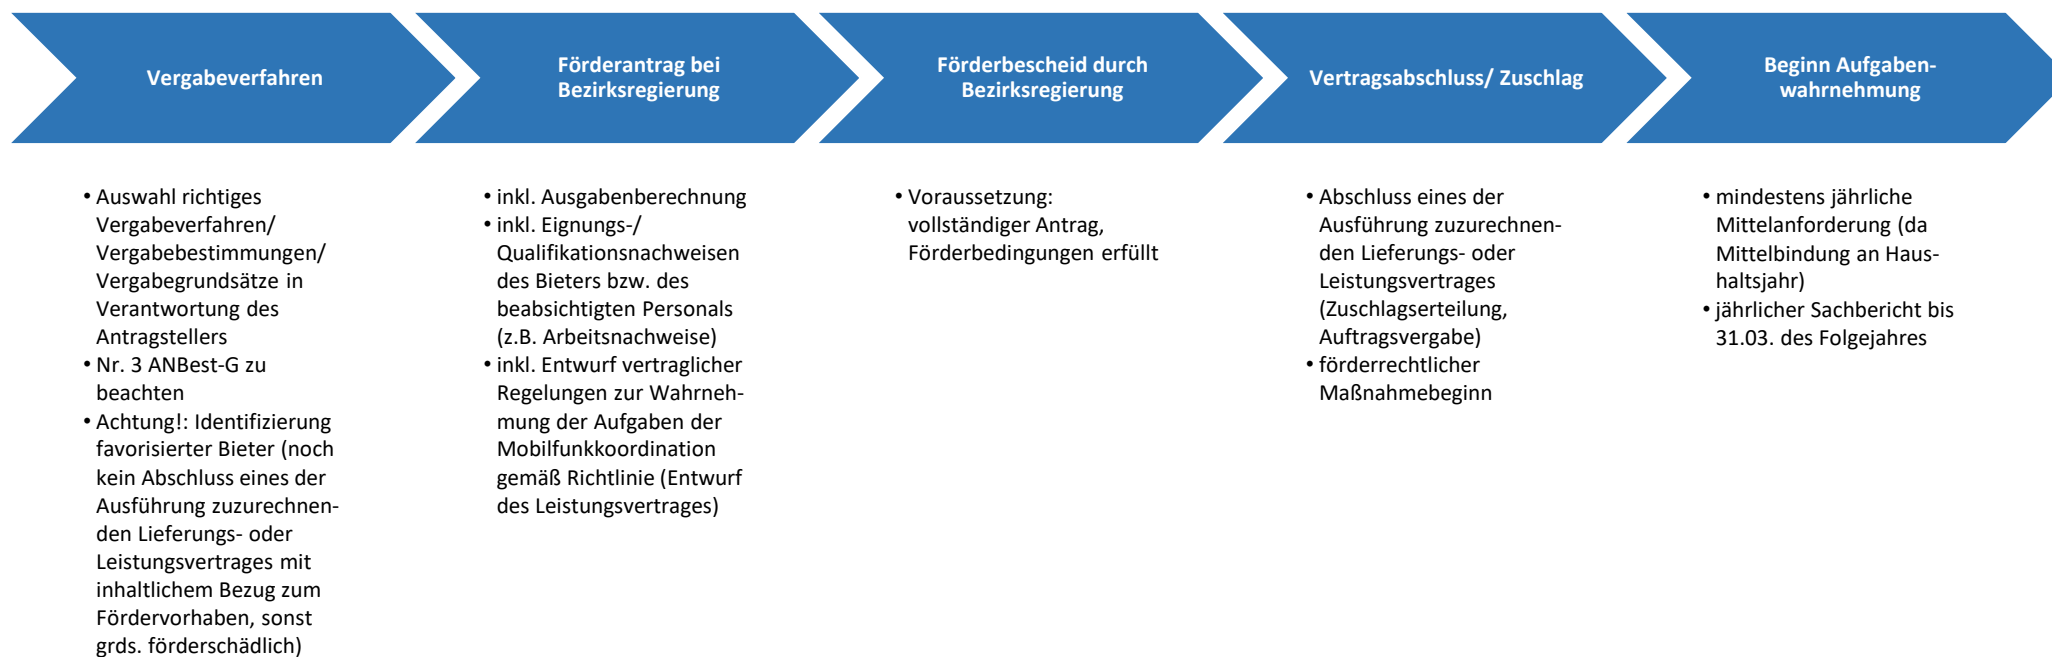 Vergabeverfahren
Förderantrag bei
Bezirksregierung
Förderbescheid durch
Bezirksregierung
Vertragsabschluss/ Zuschlag
Beginn Aufgaben-
wahrnehmung
• Auswahl richtiges
Vergabeverfahren/
Vergabebestimmungen/
Vergabegrundsätze in
Verantwortung des
Antragstellers
• Nr. 3 ANBest-G zu
beachten
• Achtung!: Identifizierung
favorisierter Bieter (noch
kein Abschluss eines der
Ausführung zuzurechnen-
den Lieferungs- oder
Leistungsvertrages mit
inhaltlichem Bezug zum
Fördervorhaben, sonst
grds. förderschädlich)
• inkl. Ausgabenberechnung
• inkl. Eignungs-/
Qualifikationsnachweisen
des Bieters bzw. des
beabsichtigten Personals
(z.B. Arbeitsnachweise)
• inkl. Entwurf vertraglicher
Regelungen zur Wahrneh-
mung der Aufgaben der
Mobilfunkkoordination
gemäß Richtlinie (Entwurf
des Leistungsvertrages)
• Voraussetzung:
vollständiger Antrag,
Förderbedingungen erfüllt
• Abschluss eines der
Ausführung zuzurechnen-
den Lieferungs- oder
Leistungsvertrages
(Zuschlagserteilung,
Auftragsvergabe)
• förderrechtlicher
Maßnahmebeginn
• mindestens jährliche
Mittelanforderung (da
Mittelbindung an Haus-
haltsjahr)
• jährlicher Sachbericht bis
31.03. des Folgejahres